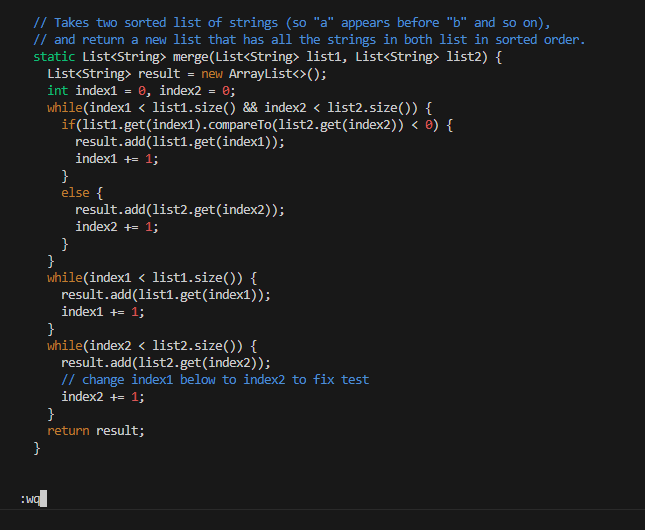 // Takes two sorted list of strings (so "a" appears before "b" and so on),
// and return a new list that has all the strings in both list in sorted order.
static List<String> merge(List<String> list1, List<String> list2) {
List<String> result = new ArrayList<>();
int index1 = 0, index2 = 0;
while(index1 < list1.size() && index2 < list2.size()) {
if(list1.get(index1).compareTo(list2.get(index2)) < 0) {
result.add(list1.get(index1));
index1 += 1;
}
else {
result.add(list2.get(index2));
index2 += 1;
}
}
while(index1 < list1.size()) {
result.add(list1.get(index1));
index1 += 1;
}
while(index2 < list2.size()) {
result.add(list2.get(index2));
// change index1 below to index2 to fix test
index2 += 1;
}
return result;
}
:wq